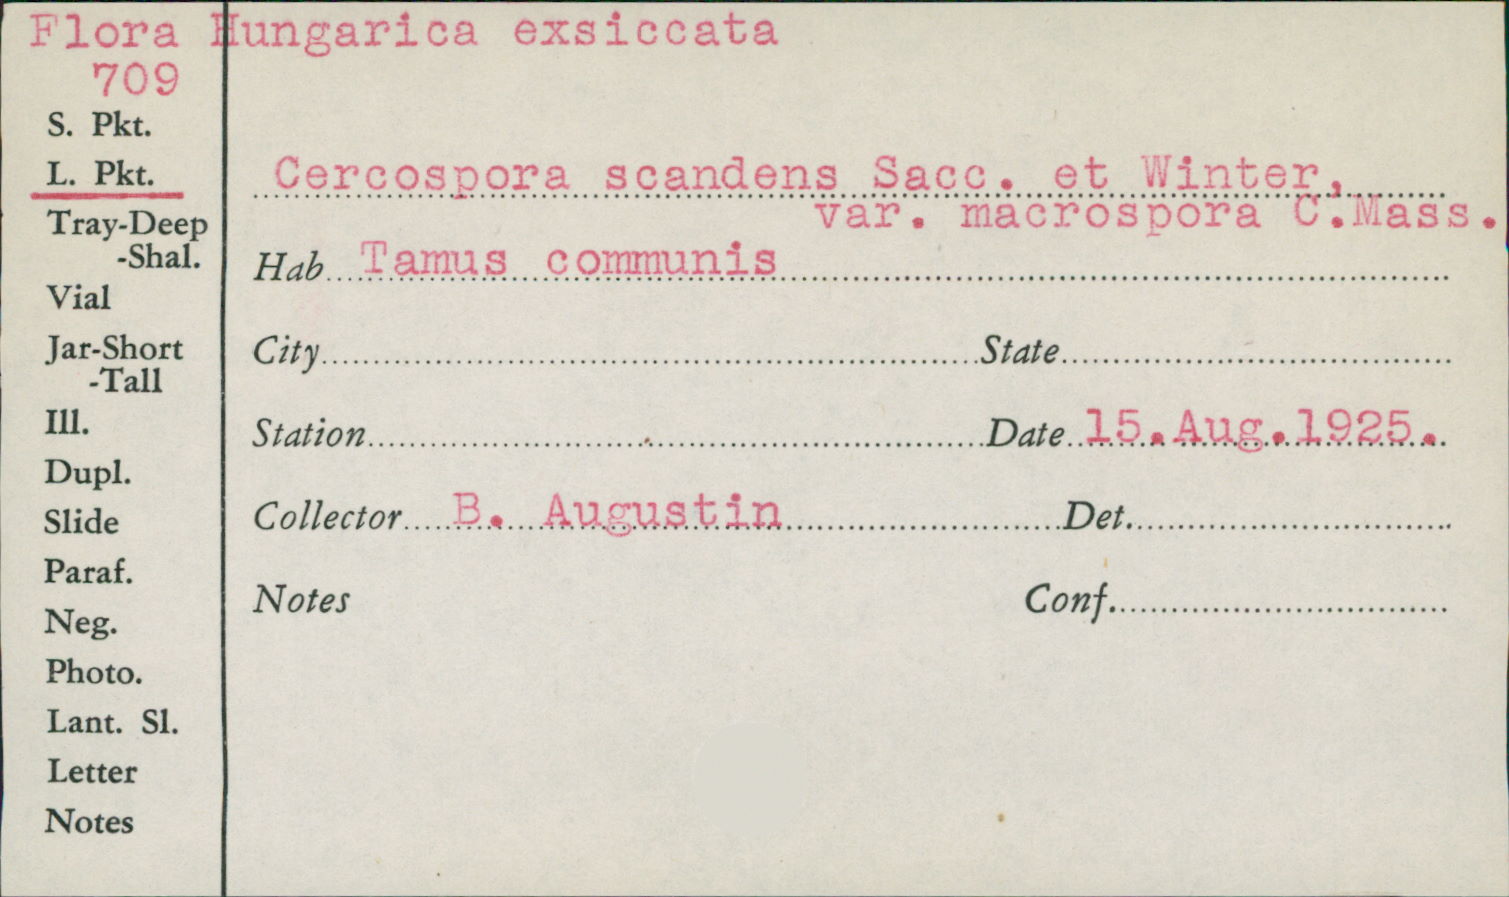 Flora Hungarica exsiccata
709
S. Pkt.
L. Pkt.
Tray-Deep
-Shal.
Vial
Jar-Short
-Tall
Ill.
Dupl.
Slide
Paraf.
Neg.
Photo.
Lant. Sl.
Letter
Notes
Cercospora scandens Sacc. et Winter,
var. macrospora C.Mass.
Hab Tamus communis
City State
Station Date 15.Aug.1925.
Collector B. Augustin Det.
Notes Conf.